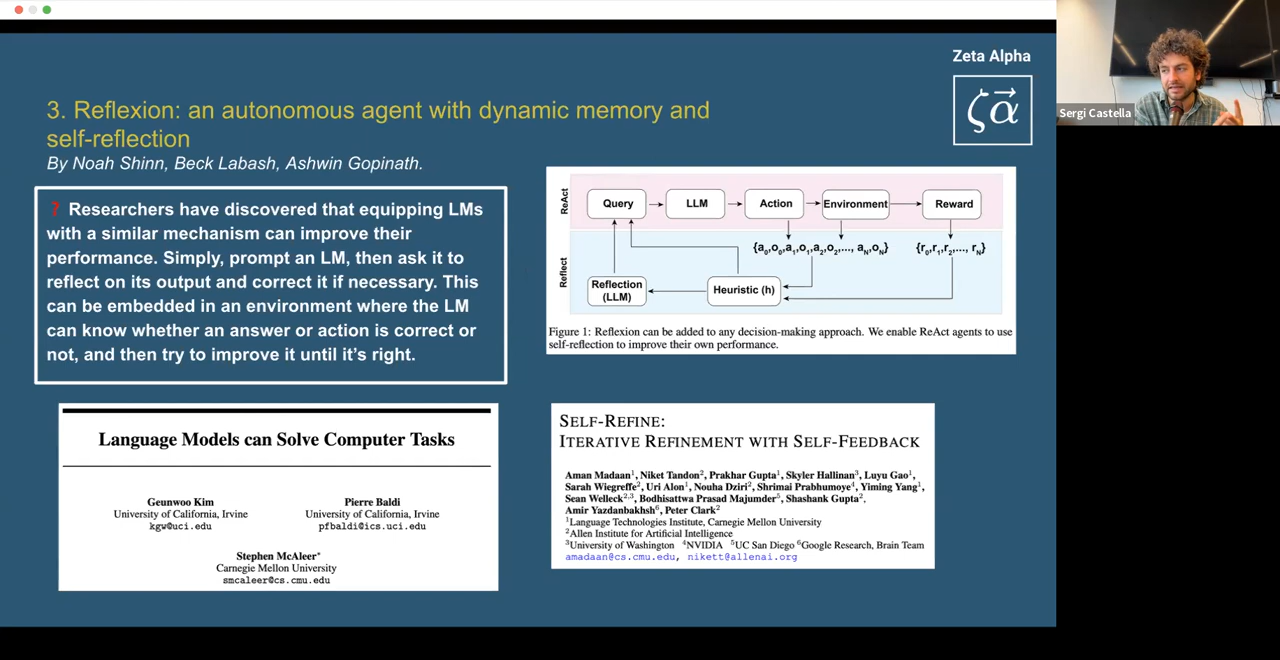 Zeta Alpha
ζα
3. Reflexion: an autonomous agent with dynamic memory and
self-reflection
By Noah Shinn, Beck Labash, Ashwin Gopinath.
? Researchers have discovered that equipping LMs
with a similar mechanism can improve their
performance. Simply, prompt an LM, then ask it to
reflect on its output and correct it if necessary. This
can be embedded in an environment where the LM
can know whether an answer or action is correct or
not, and then try to improve it until it's right.
ReAct
Query
LLM
Action
Environment
Reward
{a₀,o₀,a₁,o₁,a₂,o₂,..., a_N,o_N}
{r₀,r₁,r₂,..., r_N}
Reflect
Reflection
(LLM)
Heuristic (h)
Figure 1: Reflexion can be added to any decision-making approach. We enable ReAct agents to use
self-reflection to improve their own performance.
Language Models can Solve Computer Tasks
Geunwoo Kim
University of California, Irvine
kgw@uci.edu
Pierre Baldi
University of California, Irvine
pfbaldi@ics.uci.edu
Stephen McAleer*
Carnegie Mellon University
smcaleer@cs.cmu.edu
SELF-REFINE:
ITERATIVE REFINEMENT WITH SELF-FEEDBACK
Aman Madaan¹, Niket Tandon², Prakhar Gupta¹, Skyler Hallinan³, Luyu Gao¹,
Sarah Wiegreffe², Uri Alon¹, Nouha Dziri², Shrimai Prabhumoye⁴, Yiming Yang¹,
Sean Welleck²,³, Bodhisattwa Prasad Majumder⁵, Shashank Gupta²,
Amir Yazdanbakhsh⁶, Peter Clark²
¹Language Technologies Institute, Carnegie Mellon University
²Allen Institute for Artificial Intelligence
³University of Washington ⁴NVIDIA ⁵UC San Diego ⁶Google Research, Brain Team
amadaan@cs.cmu.edu, nikett@allenai.org
Sergi Castella